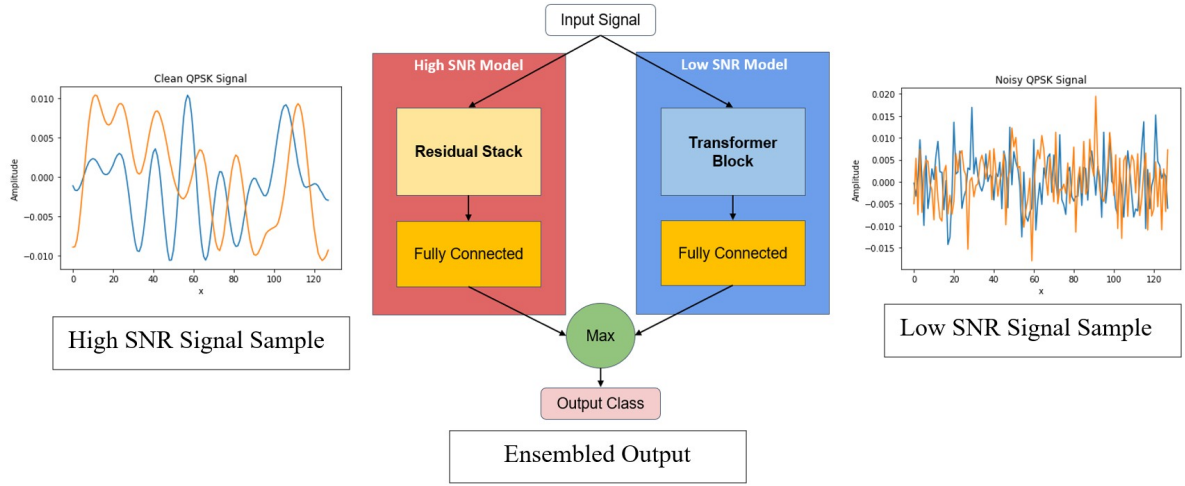 Input Signal
High SNR Model
Low SNR Model
Clean QPSK Signal
0.010
0.005
0.000
−0.005
−0.010
Amplitude
0 20 40 60 80 100 120
x
High SNR Signal Sample
Residual Stack
Fully Connected
Transformer
Block
Fully Connected
Max
Output Class
Ensembled Output
Noisy QPSK Signal
0.020
0.015
0.010
0.005
0.000
−0.005
−0.010
−0.015
Amplitude
0 20 40 60 80 100 120
x
Low SNR Signal Sample